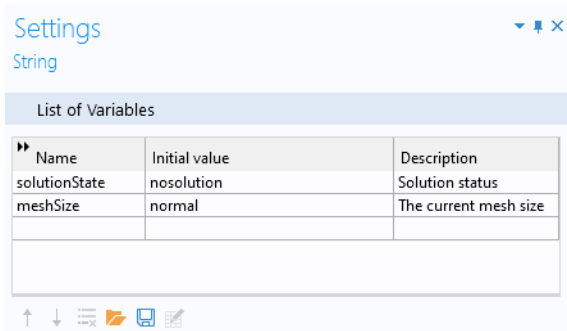 Settings
String
List of Variables
Name Initial value Description
solutionState nosolution Solution status
meshSize normal The current mesh size